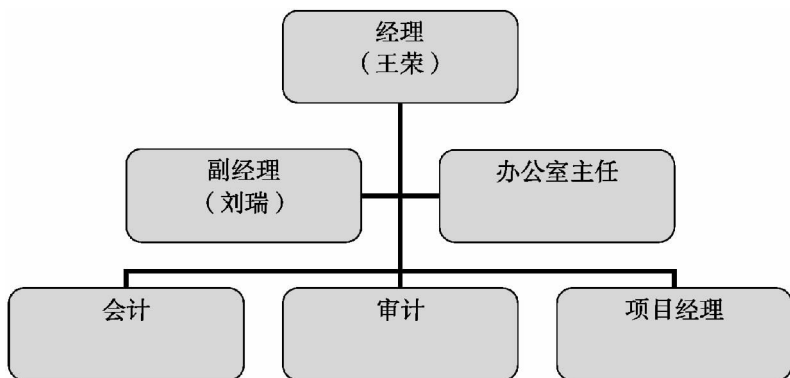 经理
（王荣）
副经理
（刘瑞）
办公室主任
会计
审计
项目经理